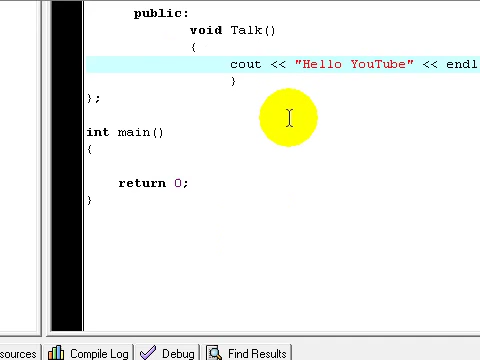 public:
void Talk()
{
cout << "Hello YouTube" << endl
}
};
int main()
{
return 0;
}
sources Compile Log Debug Find Results